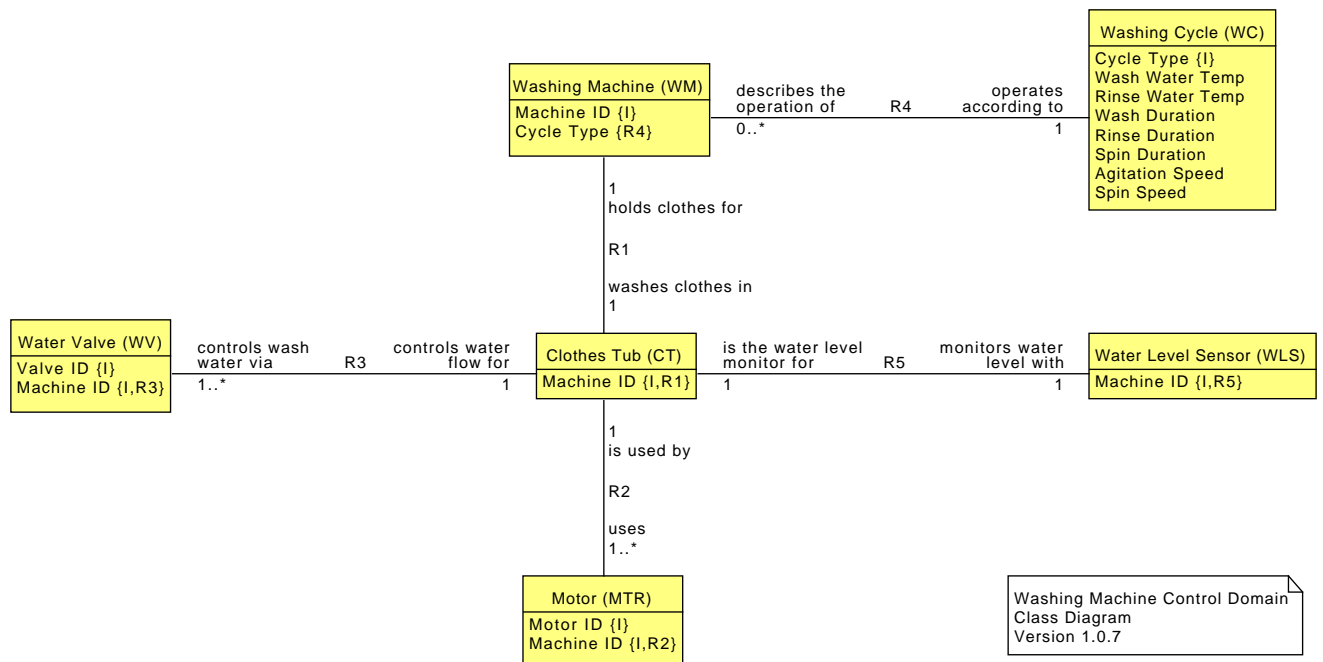 Washing Cycle (WC)
Cycle Type {I}
Wash Water Temp
Rinse Water Temp
Wash Duration
Rinse Duration
Spin Duration
Agitation Speed
Spin Speed
Washing Machine (WM)
Machine ID {I}
Cycle Type {R4}
describes the
operation of
0..*
R4
operates
according to
1
1
holds clothes for
R1
washes clothes in
1
Water Valve (WV)
Valve ID {I}
Machine ID {I,R3}
controls wash
water via
1..*
R3
controls water
flow for
1
Clothes Tub (CT)
Machine ID {I,R1}
is the water level
monitor for
1
R5
monitors water
level with
1
Water Level Sensor (WLS)
Machine ID {I,R5}
1
is used by
R2
uses
1..*
Motor (MTR)
Motor ID {I}
Machine ID {I,R2}
Washing Machine Control Domain
Class Diagram
Version 1.0.7